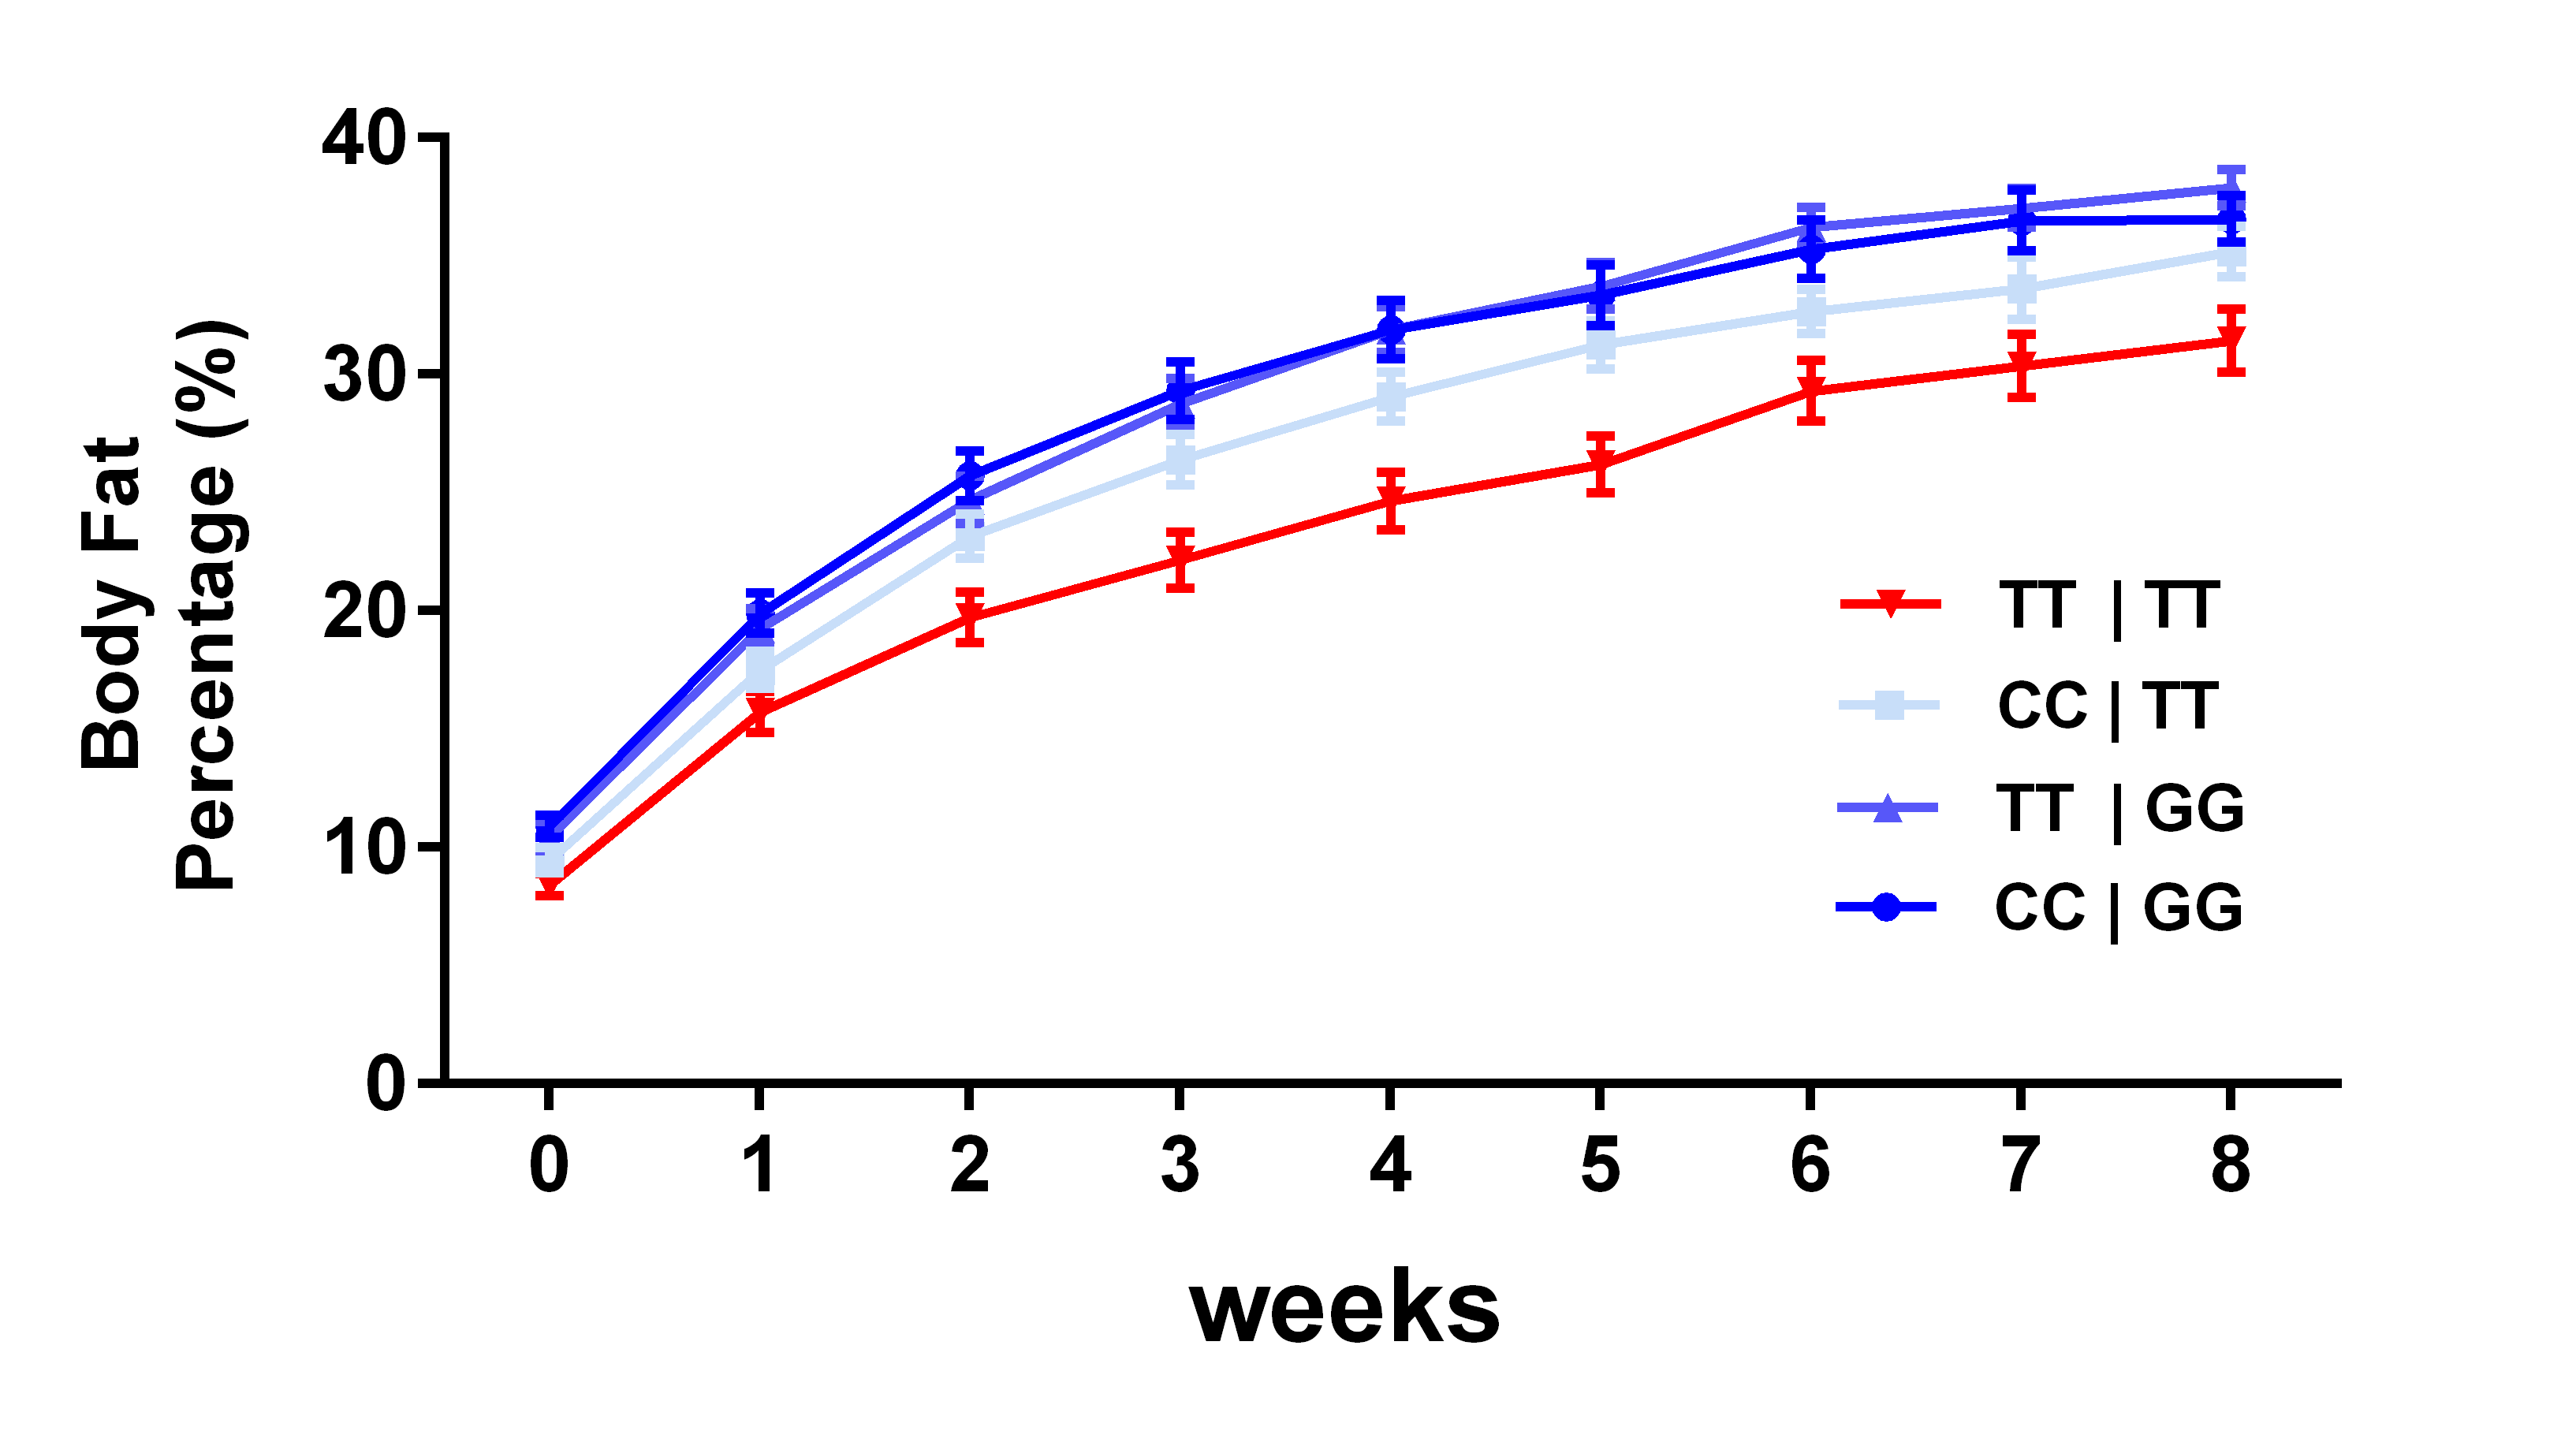 Body Fat
Percentage (%)
40
30
20
10
0
0 1 2 3 4 5 6 7 8
weeks
TT | TT
CC | TT
TT | GG
CC | GG